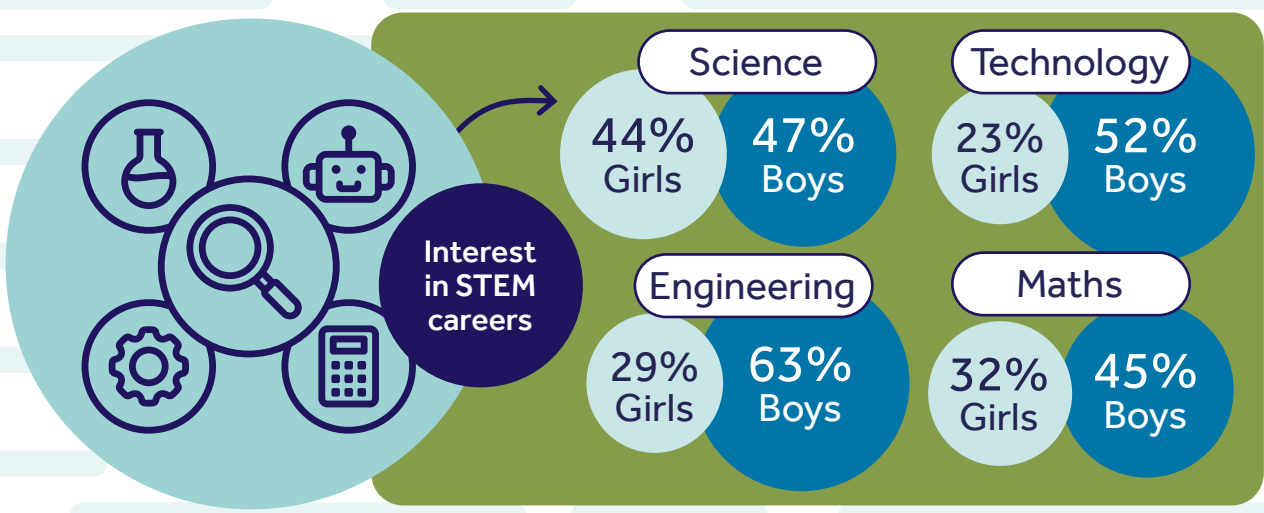 Interest
in STEM
careers
Science
44%
Girls
47%
Boys
Technology
23%
Girls
52%
Boys
Engineering
29%
Girls
63%
Boys
Maths
32%
Girls
45%
Boys